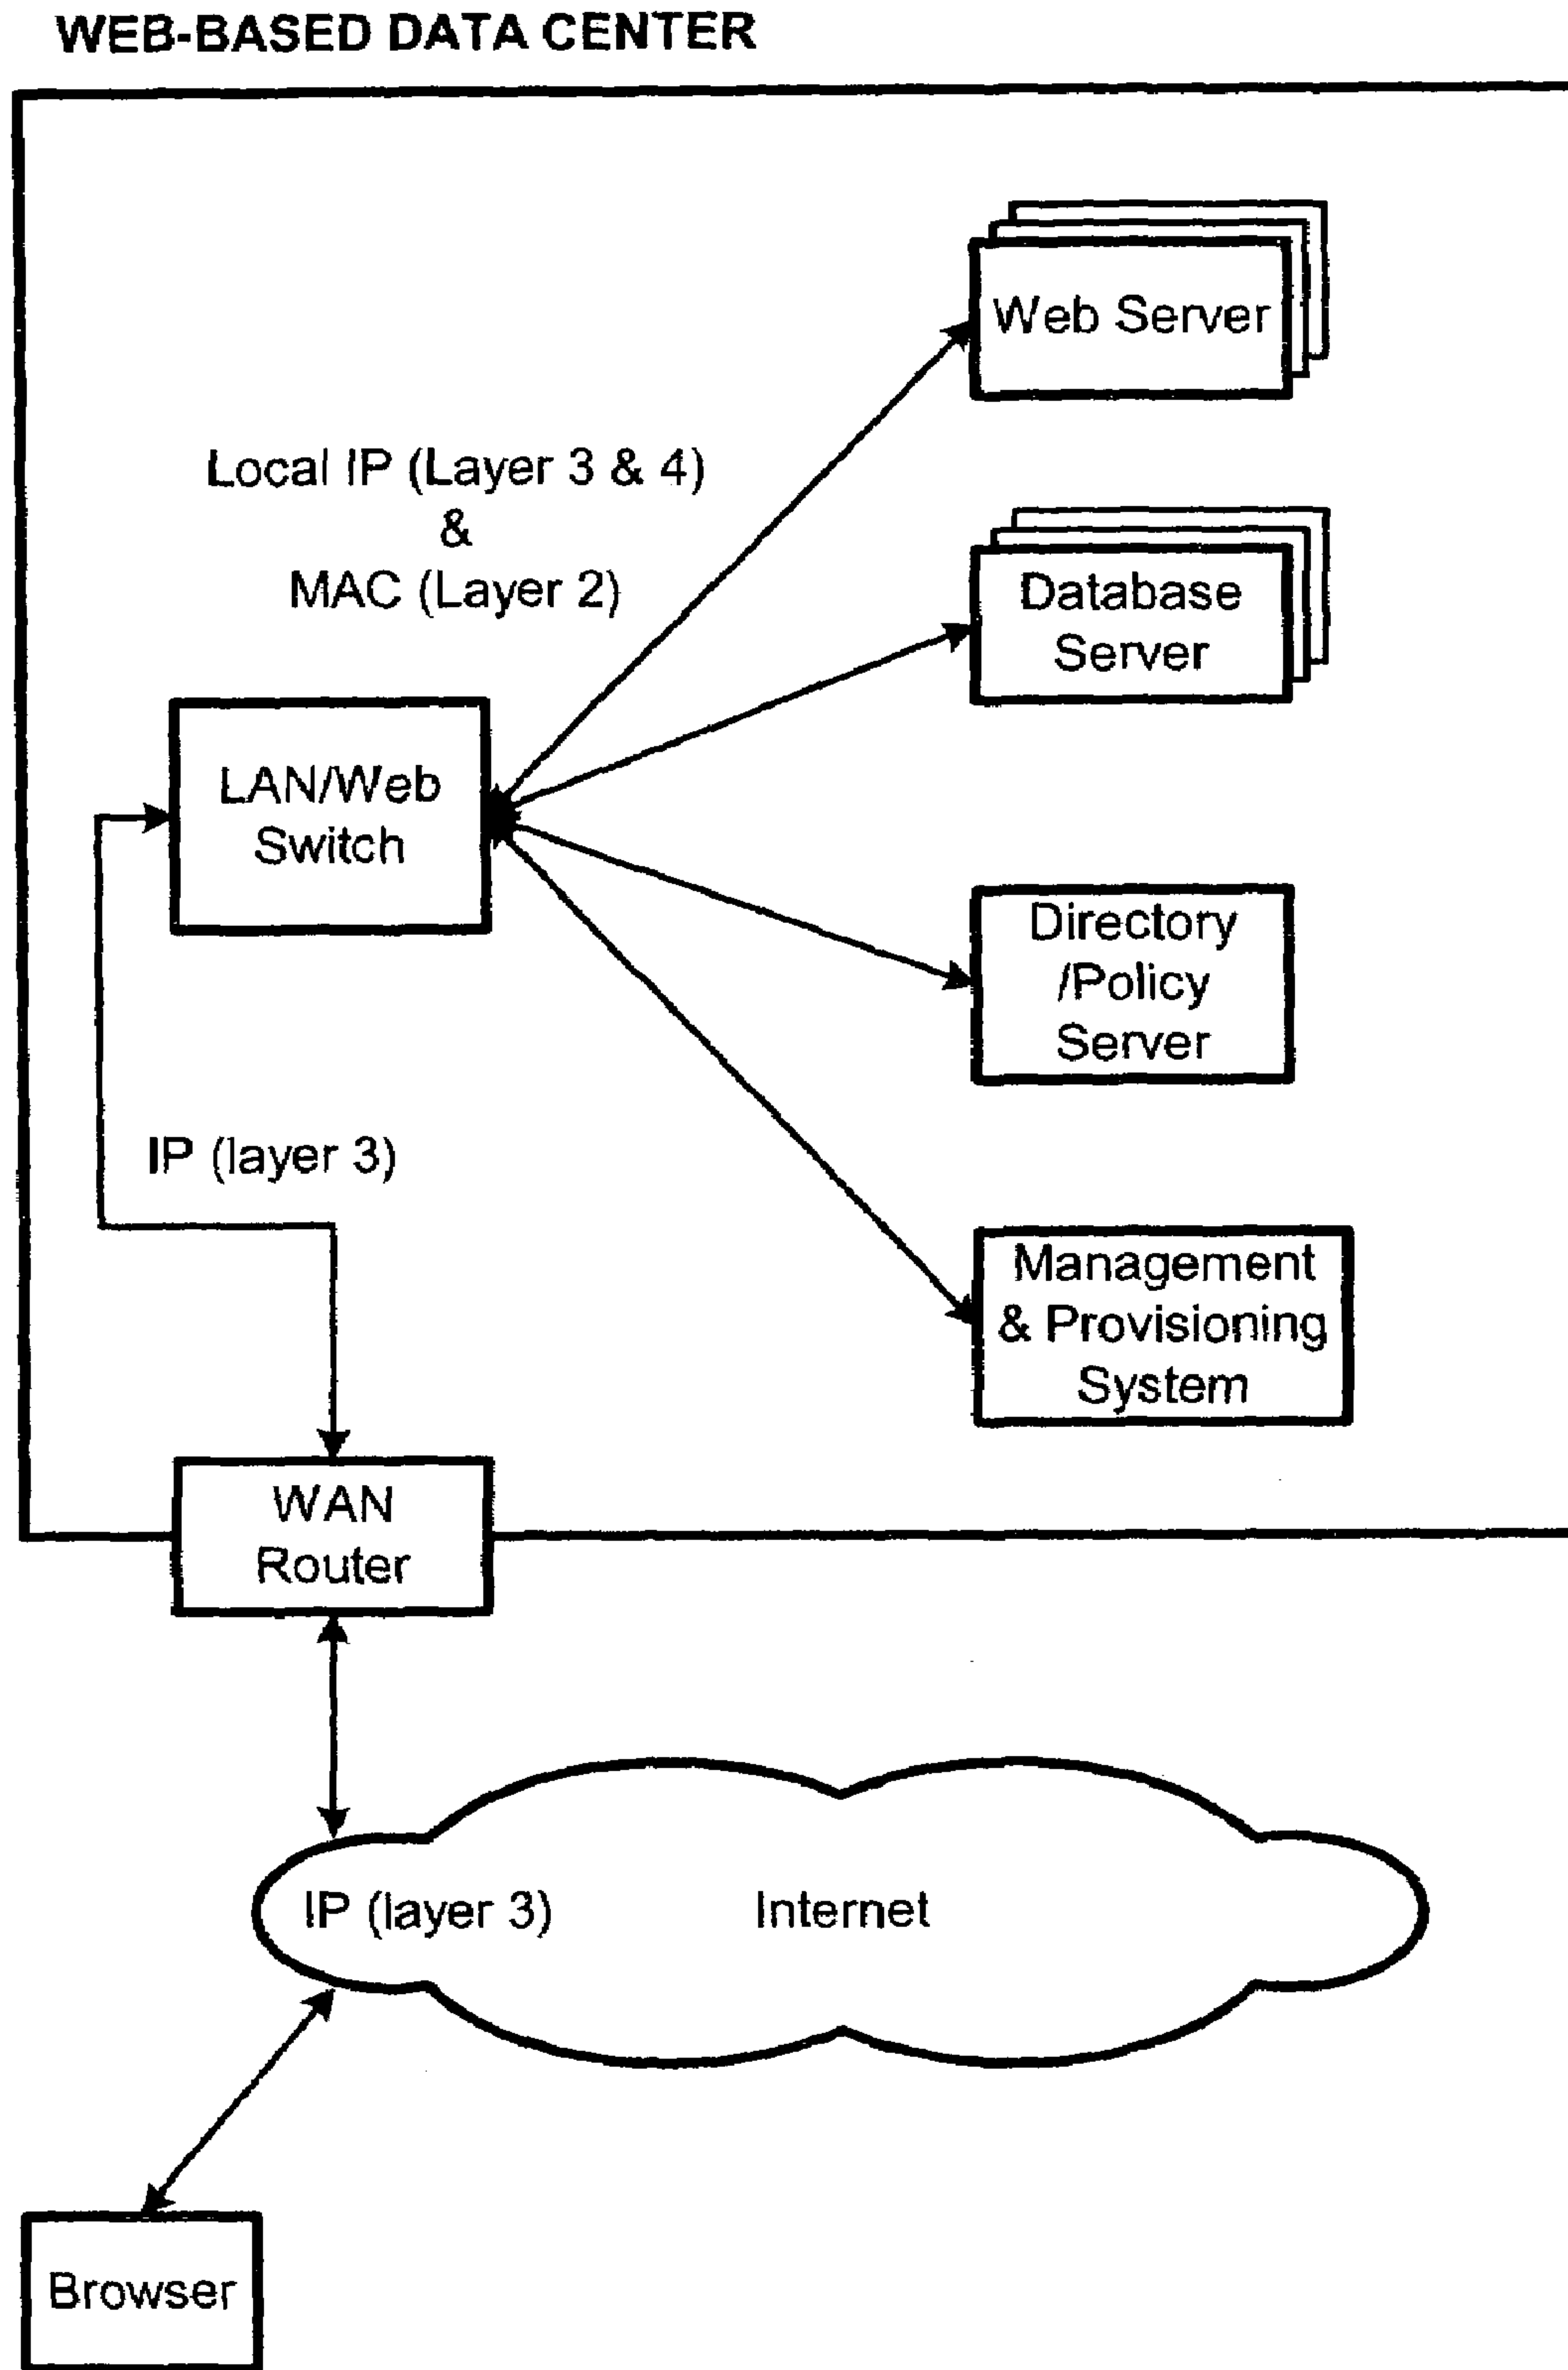 WEB-BASED DATA CENTER
Web Server
Local IP (Layer 3 & 4)
&
MAC (Layer 2)
Database
Server
LAN/Web
Switch
Directory
/Policy
Server
IP (layer 3)
Management
& Provisioning
System
WAN
Router
IP (layer 3)
Internet
Browser